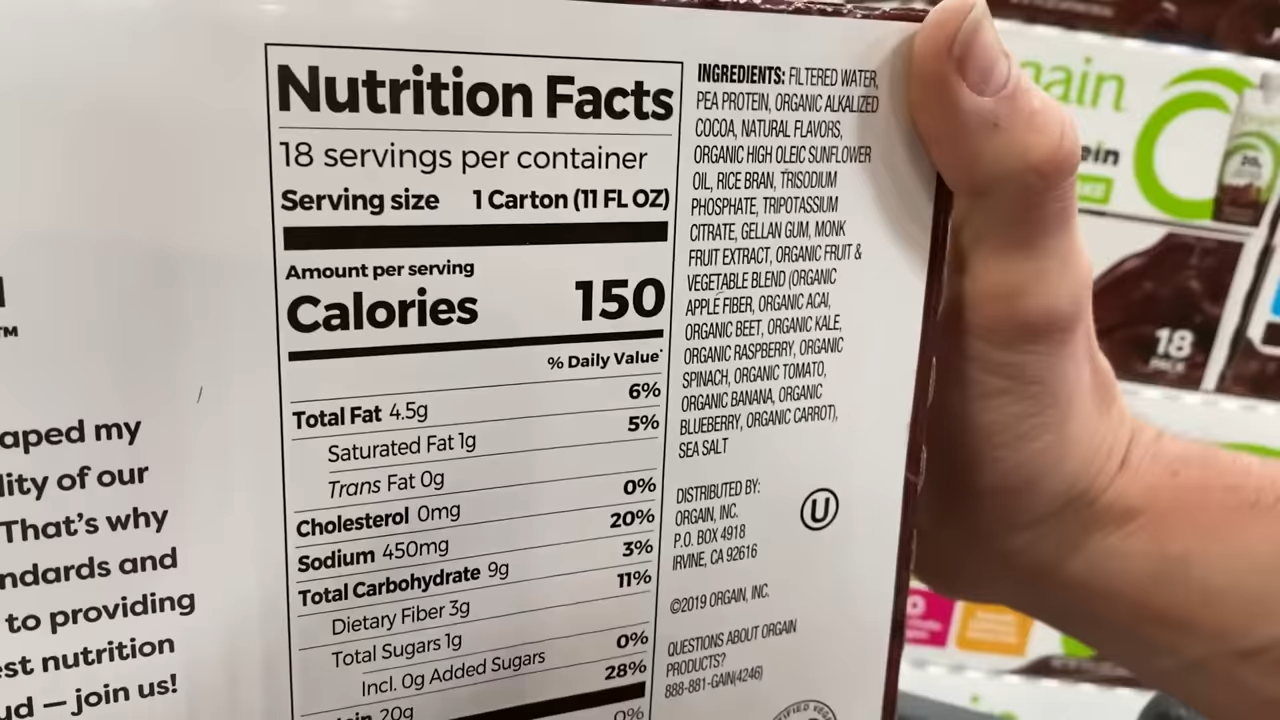 aped my
lity of our
That's why
ndards and
to providing
est nutrition
ud — join us!
™
Nutrition Facts
18 servings per container
Serving size 1 Carton (11 FL OZ)
Amount per serving
Calories 150
% Daily Value*
Total Fat 4.5g 6%
Saturated Fat 1g 5%
Trans Fat 0g
Cholesterol 0mg 0%
Sodium 450mg 20%
Total Carbohydrate 9g 3%
Dietary Fiber 3g 11%
Total Sugars 1g
Incl. 0g Added Sugars 0%
ein 20g 28%
0%
INGREDIENTS: FILTERED WATER,
PEA PROTEIN, ORGANIC ALKALIZED
COCOA, NATURAL FLAVORS,
ORGANIC HIGH OLEIC SUNFLOWER
OIL, RICE BRAN, TRISODIUM
PHOSPHATE, TRIPOTASSIUM
CITRATE, GELLAN GUM, MONK
FRUIT EXTRACT, ORGANIC FRUIT &
VEGETABLE BLEND (ORGANIC
APPLE FIBER, ORGANIC ACAI,
ORGANIC BEET, ORGANIC KALE,
ORGANIC RASPBERRY, ORGANIC
SPINACH, ORGANIC TOMATO,
ORGANIC BANANA, ORGANIC
BLUEBERRY, ORGANIC CARROT),
SEA SALT
DISTRIBUTED BY:
ORGAIN, INC.
P.O. BOX 4918
IRVINE, CA 92616
U
©2019 ORGAIN, INC.
QUESTIONS ABOUT ORGAIN
PRODUCTS?
888-881-GAIN(4246)
IFIED VEG
gain
ein
18
PACK